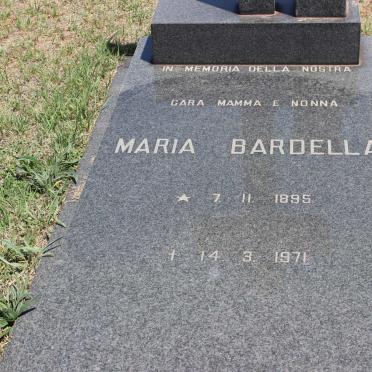 IN MEMORIA DELLA NOSTRA
CARA MAMMA E NONNA
MARIA BARDELLA
★ 7. 11. 1895
† 14. 3. 1971